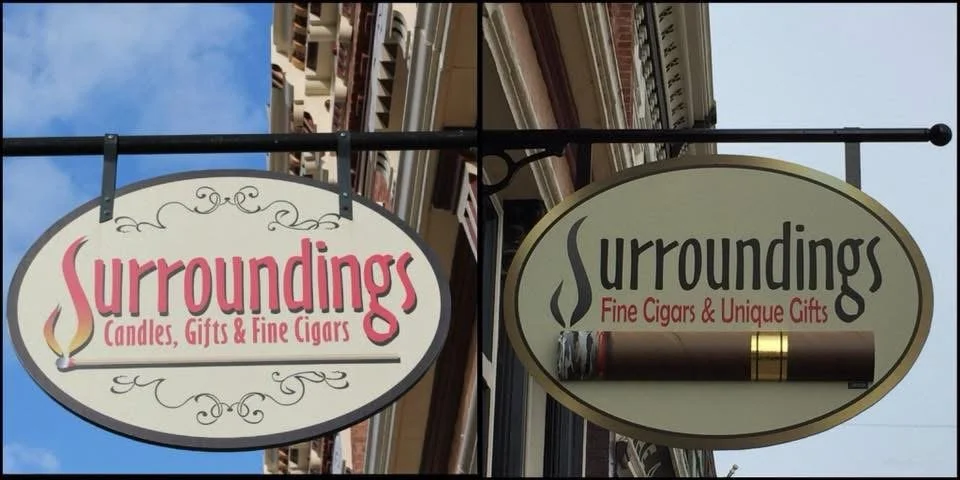 Surroundings
Candles, Gifts & Fine Cigars
Surroundings
Fine Cigars & Unique Gifts